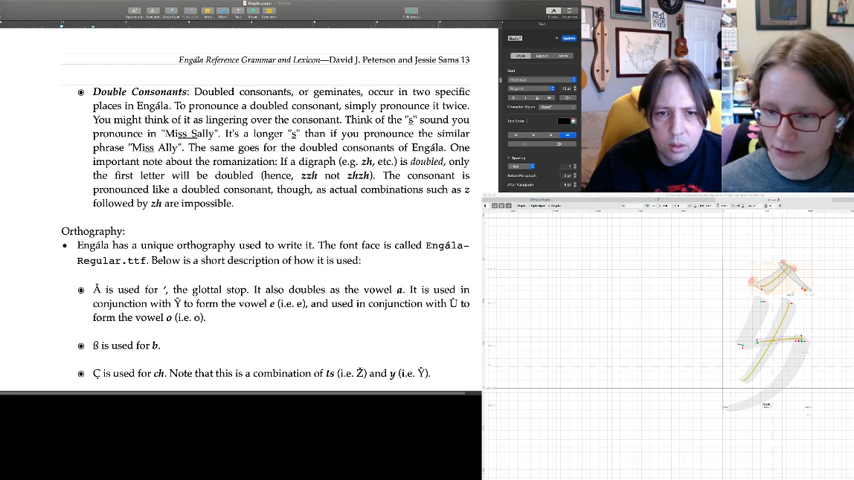 Engála Reference Grammar and Lexicon—David J. Peterson and Jessie Sams 13
Double Consonants: Doubled consonants, or geminates, occur in two specific
places in Engála. To pronounce a doubled consonant, simply pronounce it twice.
You might think of it as lingering over the consonant. Think of the "s" sound you
pronounce in "Miss Sally". It's a longer "s" than if you pronounce the similar
phrase "Miss Ally". The same goes for the doubled consonants of Engála. One
important note about the romanization: If a digraph (e.g. zh, etc.) is doubled, only
the first letter will be doubled (hence, zzh not zhzh). The consonant is
pronounced like a doubled consonant, though, as actual combinations such as z
followed by zh are impossible.
Orthography:
• Engála has a unique orthography used to write it. The font face is called Engála-
Regular.ttf. Below is a short description of how it is used:
Å is used for ', the glottal stop. It also doubles as the vowel a. It is used in
conjunction with Ŷ to form the vowel e (i.e. e), and used in conjunction with Ů to
form the vowel o (i.e. o).
ß is used for b.
Ç is used for ch. Note that this is a combination of ts (i.e. Ẑ) and y (i.e. Ŷ).